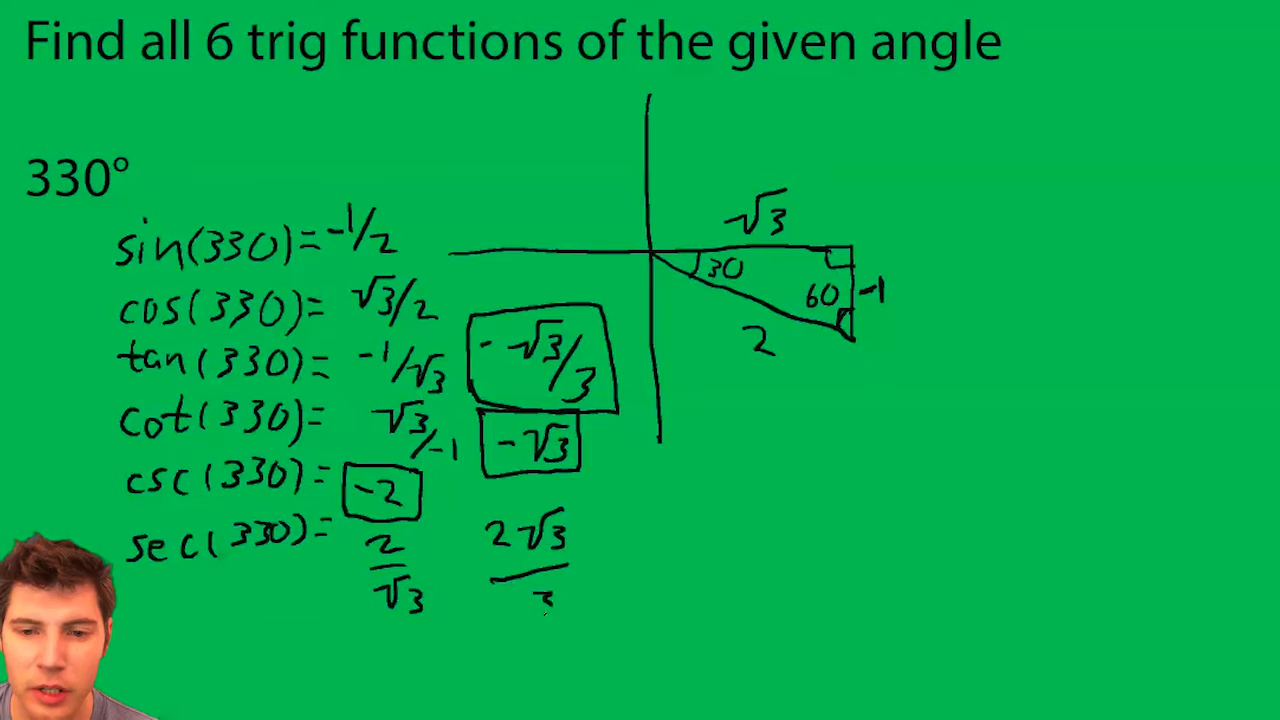 Find all 6 trig functions of the given angle
330°
sin(330)= -1/2
cos(330)= √3/2
tan(330)= -1/√3 -√3/3
cot(330)= √3/-1 -√3
csc(330)= -2
sec(330)= 2/√3 2√3/3
√3
30
60
-1
2